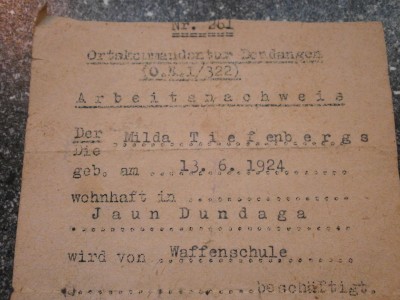 Nr. 261
Ortskommandantur Dondangen
(O.K.I/322)
Arbeitsnachweis
Der Milda Tiefenbergs
Die
geb. am 13. 6. 1924
wohnhaft in
Jaun Dundaga
wird von Waffenschule
beschäftigt.